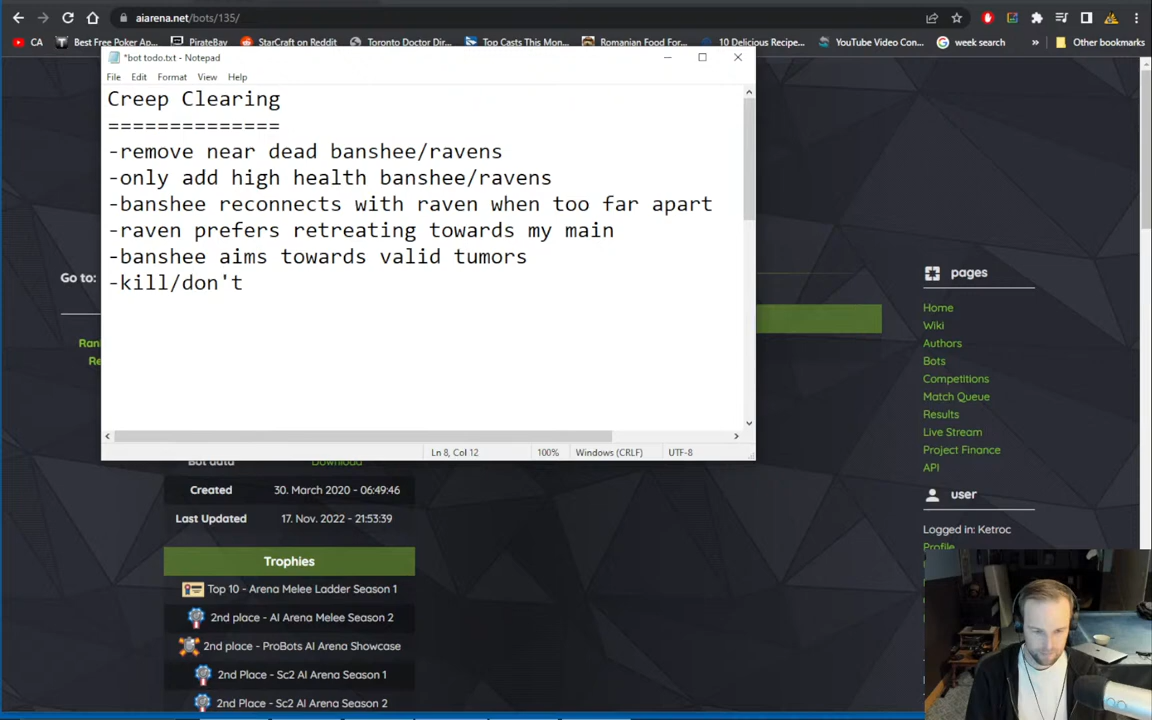 aiarena.net/bots/135/
CA
Best Free Poker Ap...
PirateBay
StarCraft on Reddit
Toronto Doctor Dir...
Top Casts This Mon...
Romanian Food For...
10 Delicious Recipe...
YouTube Video Con...
week search
»
Other bookmarks
*bot todo.txt - Notepad
File Edit Format View Help
Creep Clearing
==============
-remove near dead banshee/ravens
-only add high health banshee/ravens
-banshee reconnects with raven when too far apart
-raven prefers retreating towards my main
-banshee aims towards valid tumors
-kill/don't
Ln 8, Col 12
100%
Windows (CRLF)
UTF-8
Go to:
Ran
Re
Bot data Download
Created 30. March 2020 - 06:49:46
Last Updated 17. Nov. 2022 - 21:53:39
Trophies
Top 10 - Arena Melee Ladder Season 1
2nd place - AI Arena Melee Season 2
2nd place - ProBots AI Arena Showcase
2nd Place - Sc2 AI Arena Season 1
2nd Place - Sc2 AI Arena Season 2
pages
Home
Wiki
Authors
Bots
Competitions
Match Queue
Results
Live Stream
Project Finance
API
user
Logged in: Ketroc
Profile